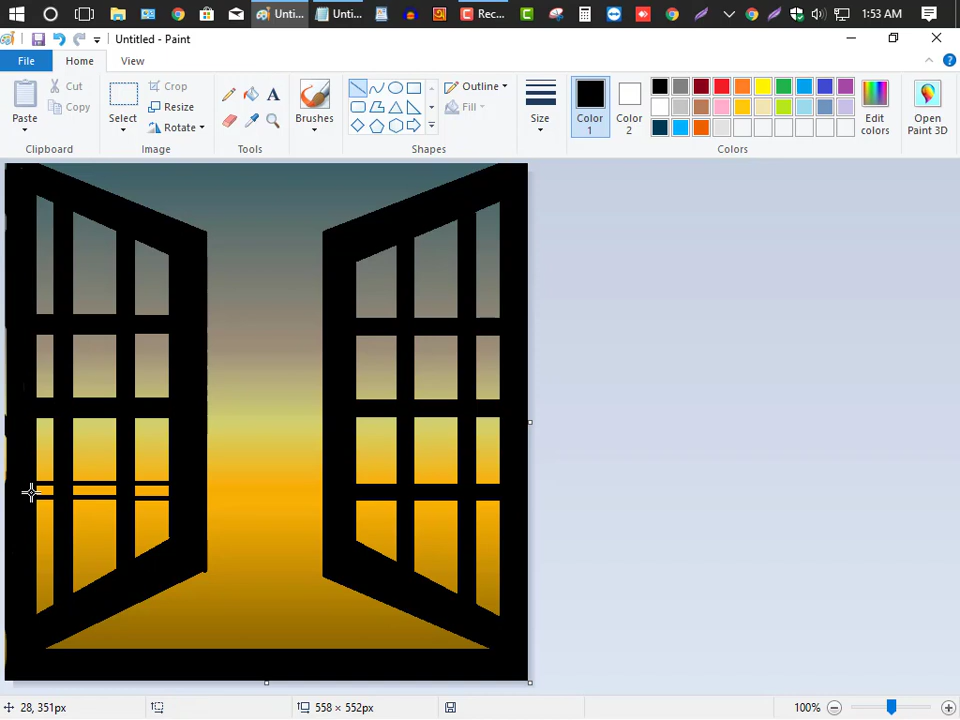 Unti...
Unti...
Rec...
1:53 AM
Untitled - Paint
File
Home
View
Paste
Cut
Copy
Clipboard
Select
Crop
Resize
Rotate
Image
Tools
Brushes
Outline
Fill
Shapes
Size
Color 1
Color 2
Colors
Edit colors
Open Paint 3D
28, 351px
558 × 552px
100%